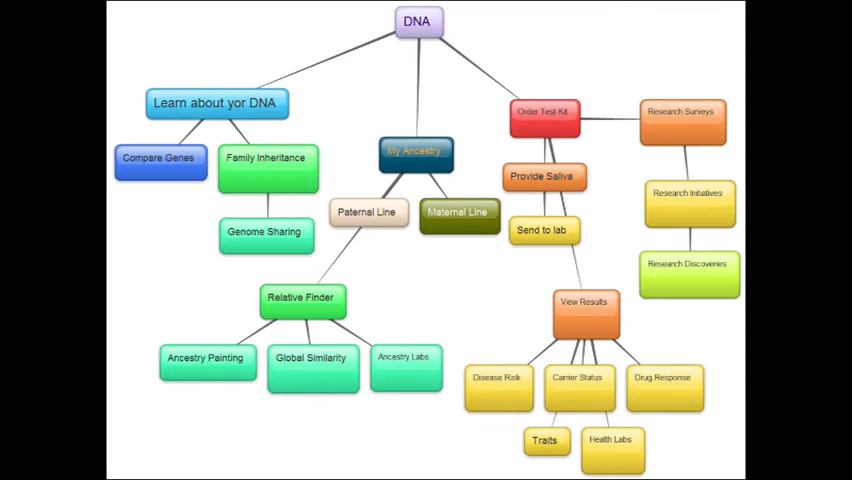 DNA
Learn about yor DNA
Order Test Kit
Research Surveys
My Ancestry
Compare Genes
Family Inheritance
Provide Saliva
Research Initiatives
Paternal Line
Maternal Line
Genome Sharing
Send to lab
Research Discoveries
Relative Finder
View Results
Ancestry Painting
Global Similarity
Ancestry Labs
Disease Risk
Carrier Status
Drug Response
Traits
Health Labs